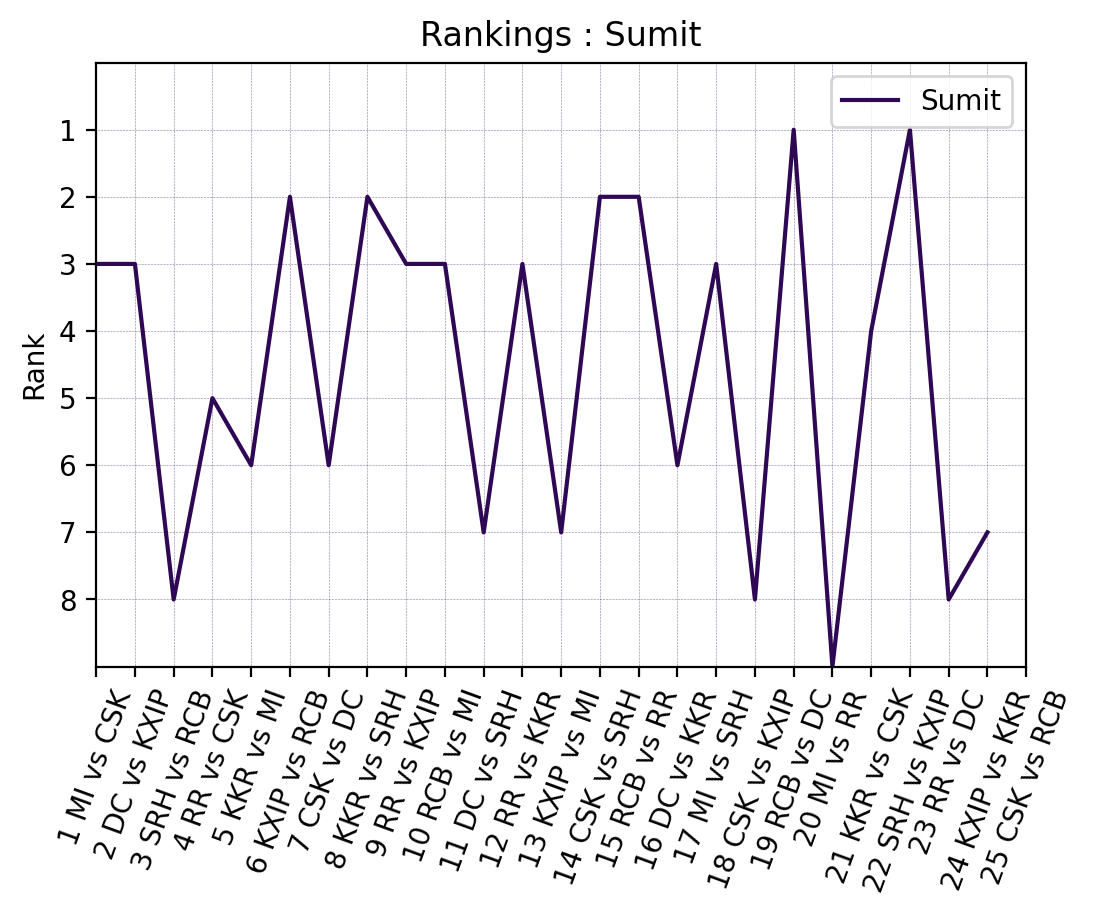 Rankings : Sumit
Sumit
Rank
1
2
3
4
5
6
7
8
1 MI vs CSK
2 DC vs KXIP
3 SRH vs RCB
4 RR vs CSK
5 KKR vs MI
6 KXIP vs RCB
7 CSK vs DC
8 KKR vs SRH
9 RR vs KXIP
10 RCB vs MI
11 DC vs SRH
12 RR vs KKR
13 KXIP vs MI
14 CSK vs SRH
15 RCB vs RR
16 DC vs KKR
17 MI vs SRH
18 CSK vs KXIP
19 RCB vs DC
20 MI vs RR
21 KKR vs CSK
22 SRH vs KXIP
23 RR vs DC
24 KXIP vs KKR
25 CSK vs RCB